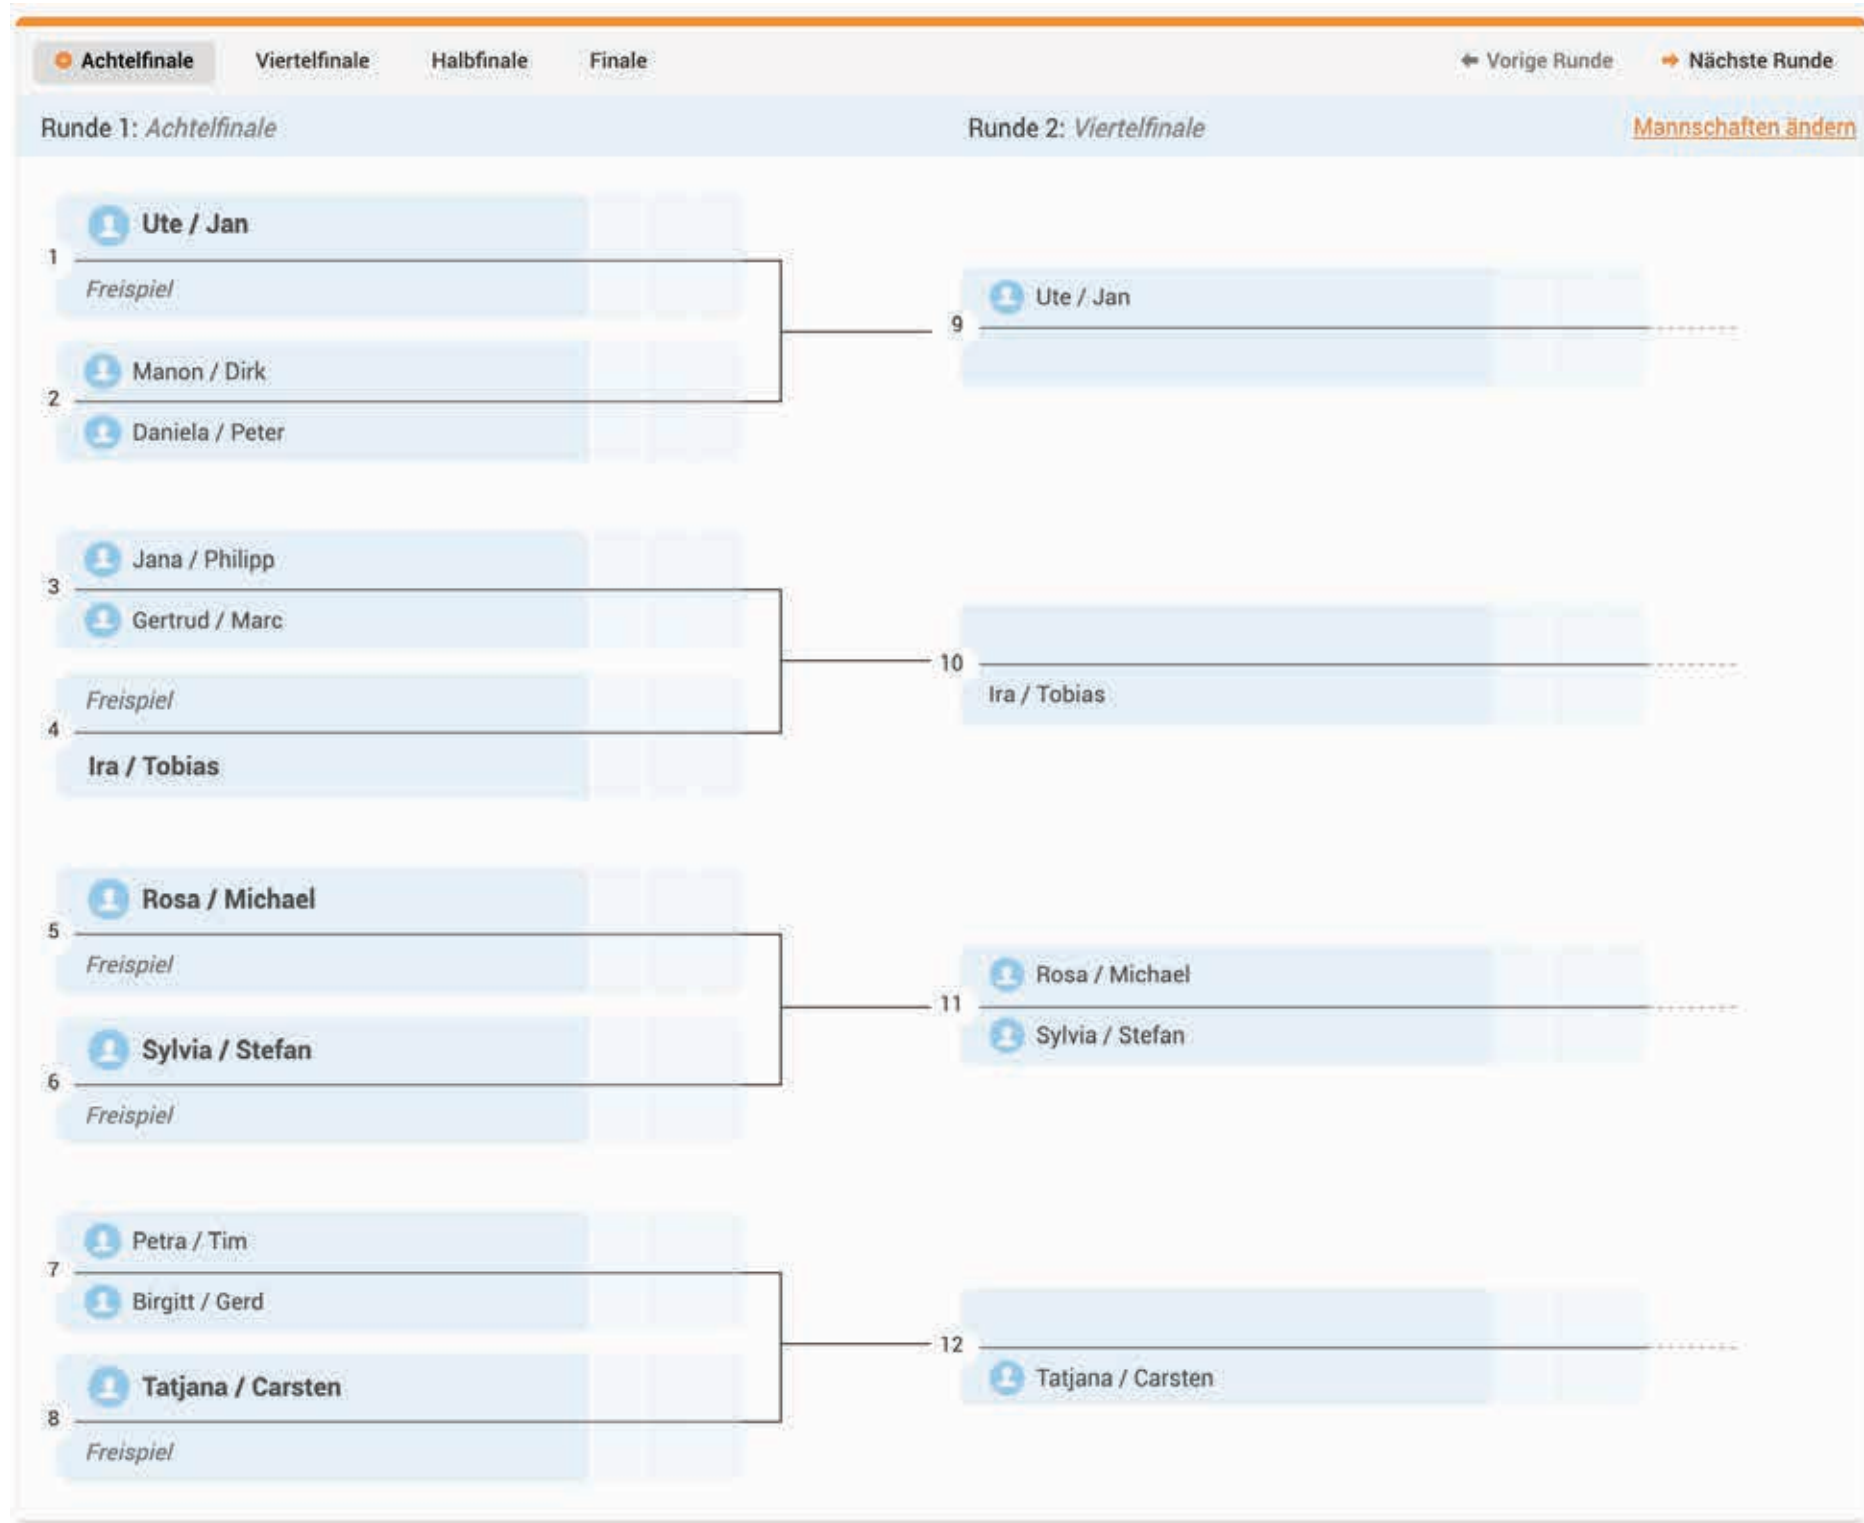 Achtelfinale Viertelfinale Halbfinale Finale Vorige Runde Nächste Runde
Runde 1: Achtelfinale Runde 2: Viertelfinale Mannschaften ändern
Ute / Jan
1
Freispiel
Manon / Dirk
2
Daniela / Peter
Jana / Philipp
3
Gertrud / Marc
Freispiel
4
Ira / Tobias
Rosa / Michael
5
Freispiel
Sylvia / Stefan
6
Freispiel
Petra / Tim
7
Birgitt / Gerd
Tatjana / Carsten
8
Freispiel
Ute / Jan
9
10
Ira / Tobias
Rosa / Michael
11
Sylvia / Stefan
12
Tatjana / Carsten